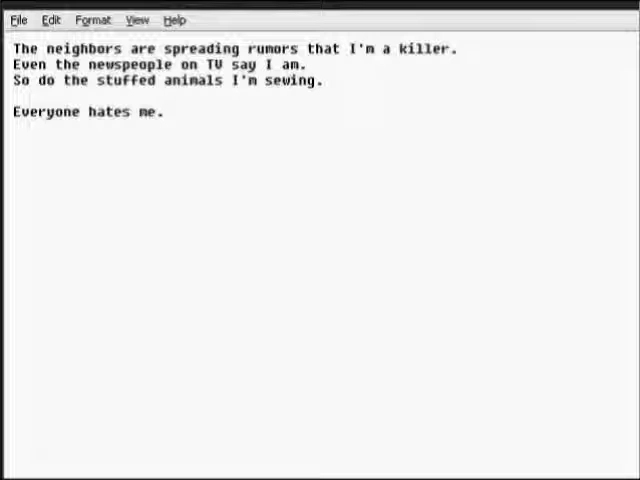 File Edit Format View Help
The neighbors are spreading rumors that I'm a killer.
Even the newspeople on TV say I am.
So do the stuffed animals I'm sewing.
Everyone hates me.